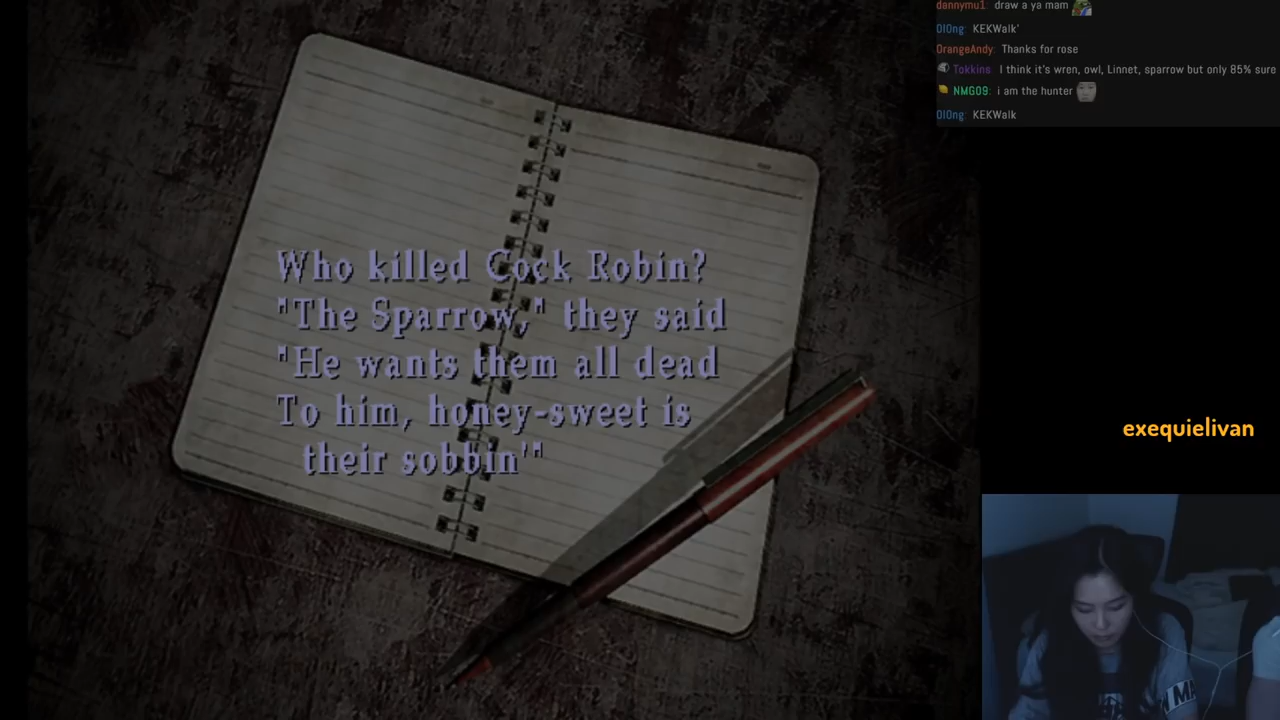 dannymu1: draw a ya mam
OlOng: KEKWalk'
OrangeAndy: Thanks for rose
Tokkins: I think it's wren, owl, Linnet, sparrow but only 85% sure
NMG09: i am the hunter
OlOng: KEKWalk
Who killed Cock Robin?
"The Sparrow," they said
"He wants them all dead
To him, honey-sweet is
their sobbin'"
exequielivan